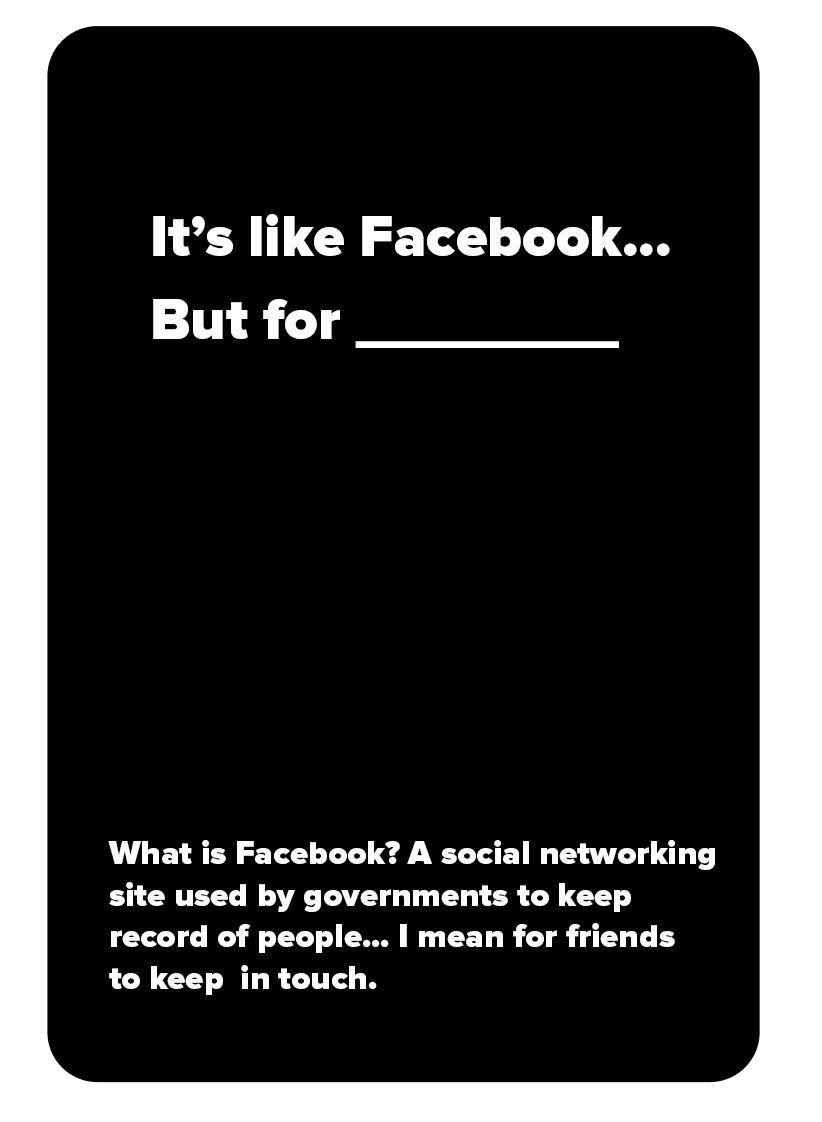 It’s like Facebook...
But for _________
What is Facebook? A social networking
site used by governments to keep
record of people... I mean for friends
to keep  in touch.